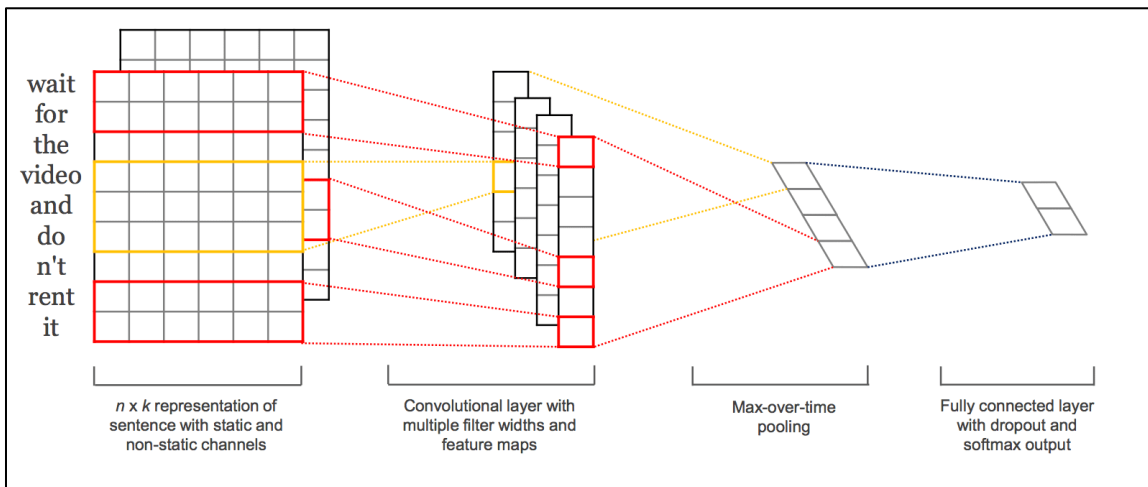 wait
for
the
video
and
do
n't
rent
it
n x k representation of
sentence with static and
non-static channels
Convolutional layer with
multiple filter widths and
feature maps
Max-over-time
pooling
Fully connected layer
with dropout and
softmax output